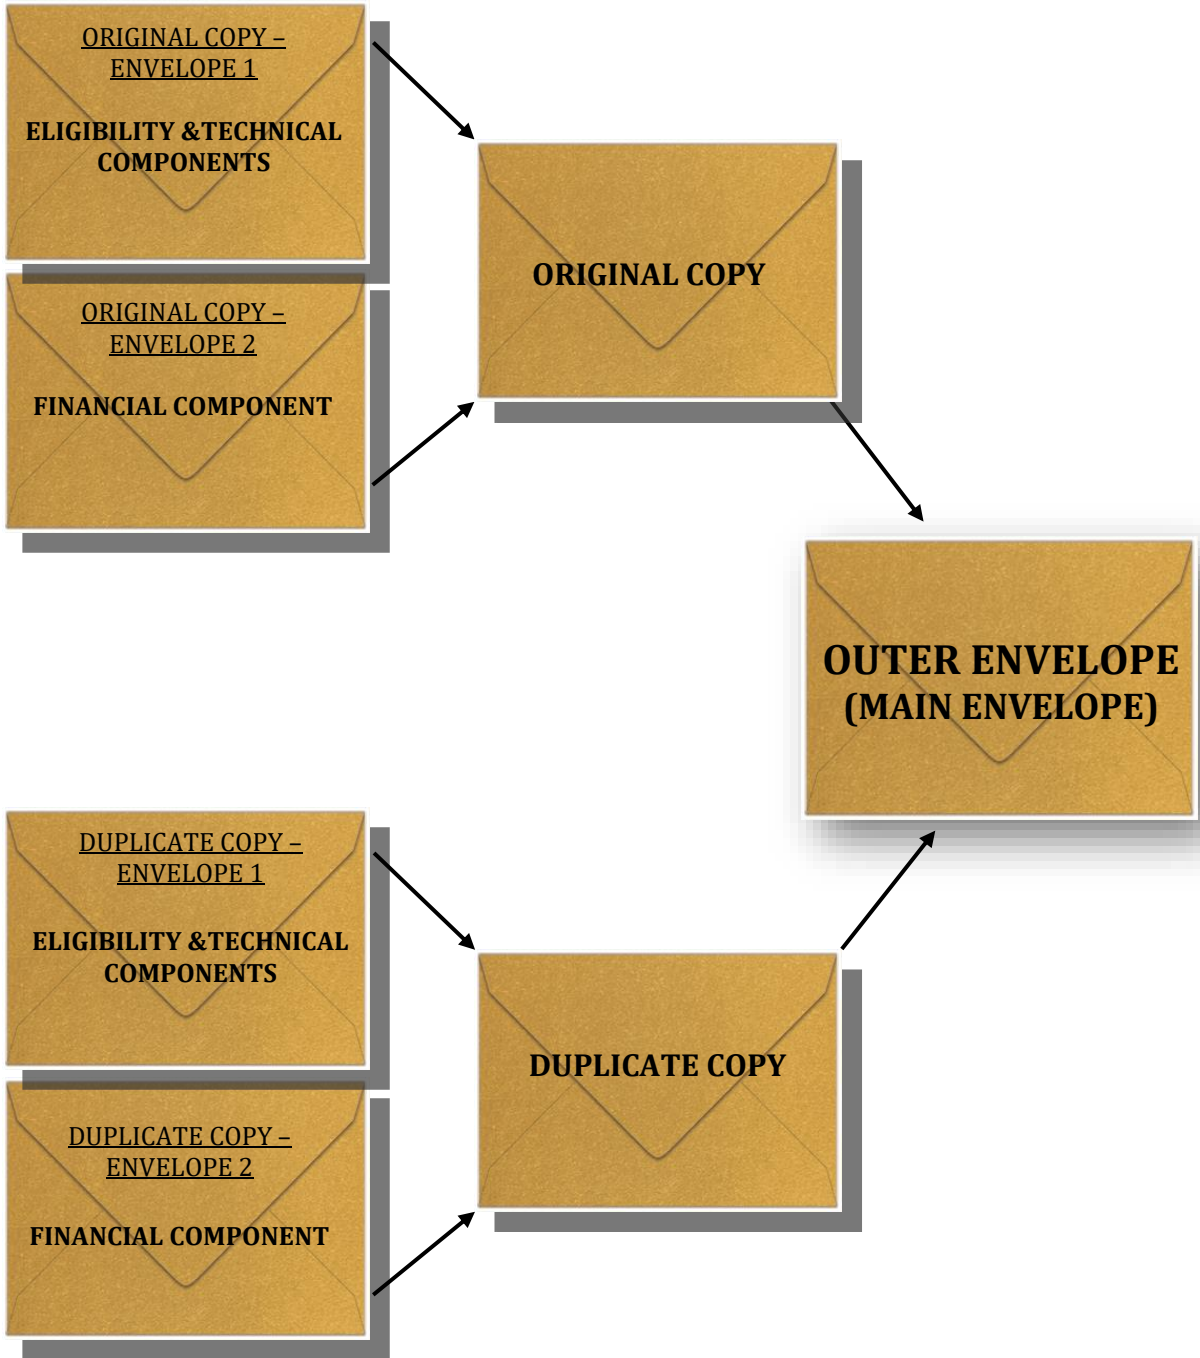 ORIGINAL COPY –
ENVELOPE 1
ELIGIBILITY &TECHNICAL
COMPONENTS
ORIGINAL COPY –
ENVELOPE 2
FINANCIAL COMPONENT
ORIGINAL COPY
OUTER ENVELOPE
(MAIN ENVELOPE)
DUPLICATE COPY –
ENVELOPE 1
ELIGIBILITY &TECHNICAL
COMPONENTS
DUPLICATE COPY –
ENVELOPE 2
FINANCIAL COMPONENT
DUPLICATE COPY